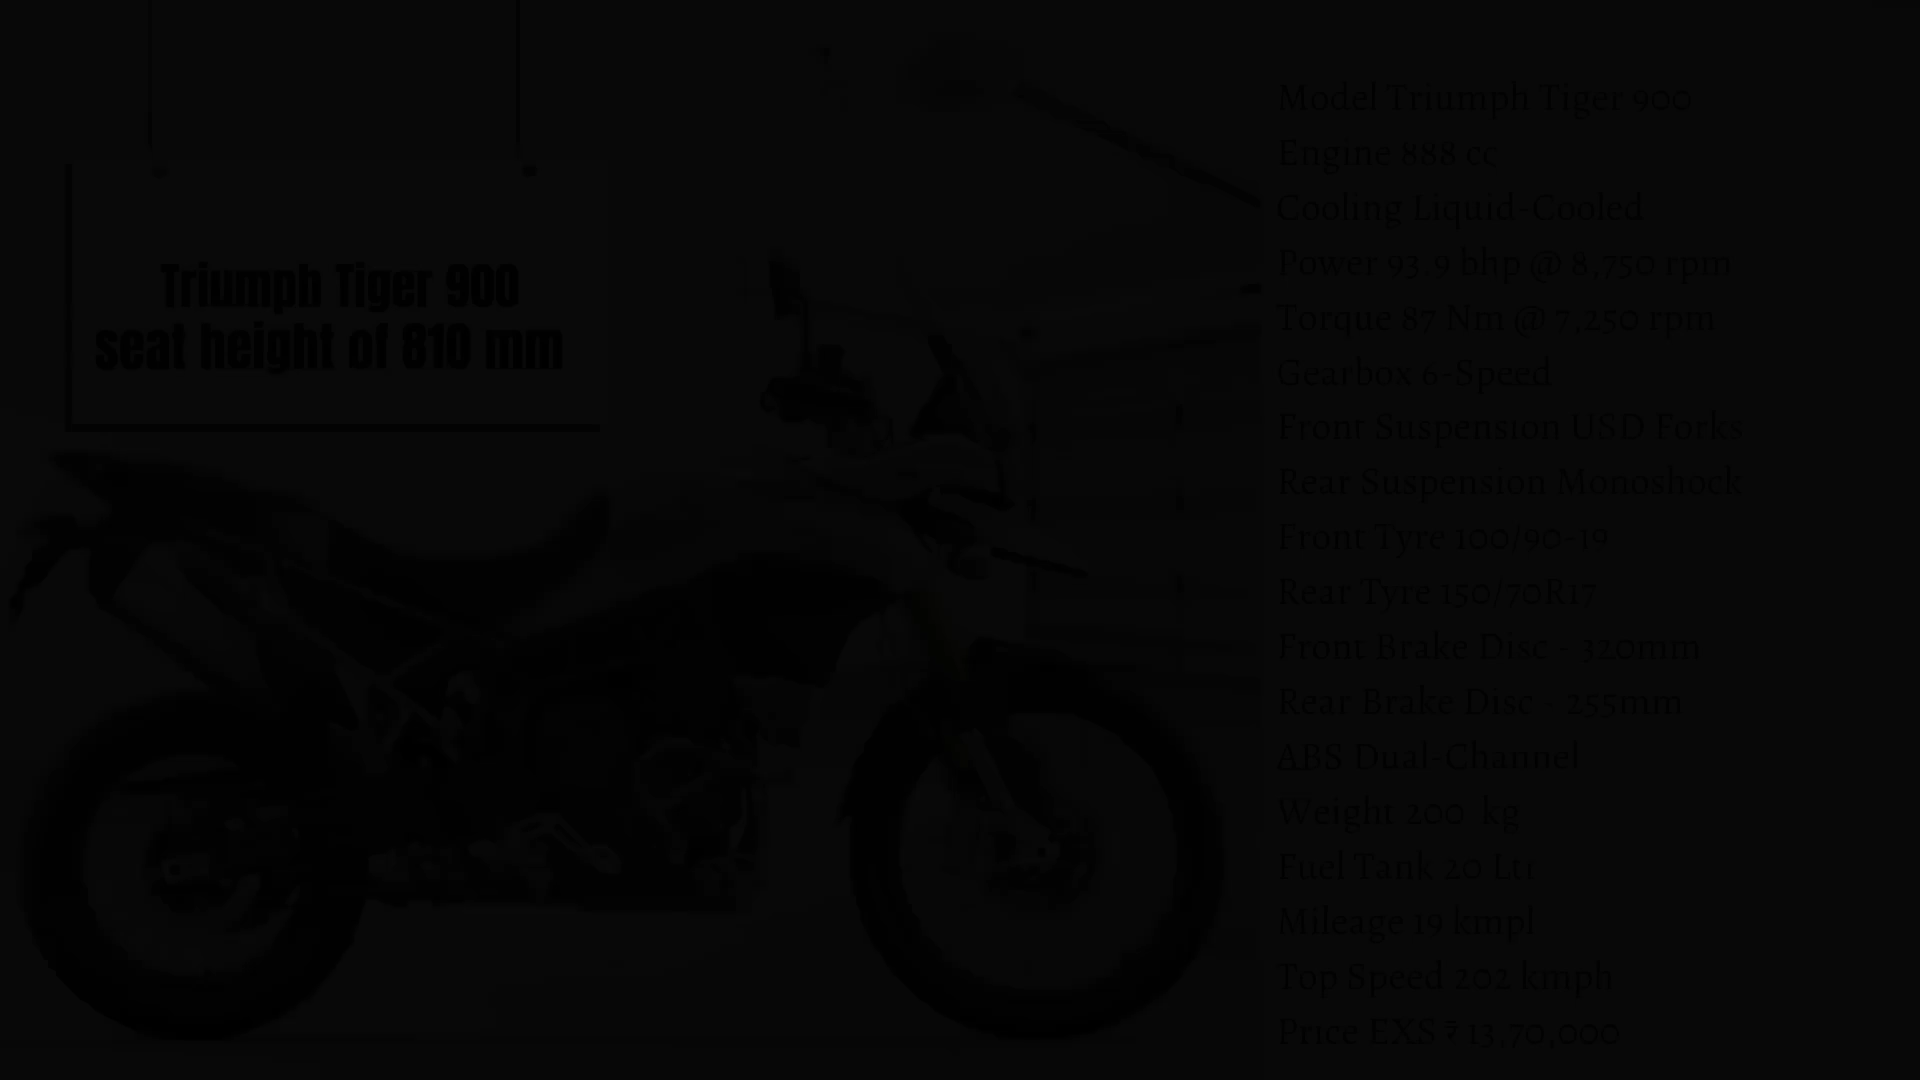 Triumph Tiger 900
seat height of 810 mm
Model Triumph Tiger 900
Engine 888 cc
Cooling Liquid-Cooled
Power 93.9 bhp @ 8,750 rpm
Torque 87 Nm @ 7,250 rpm
Gearbox 6-Speed
Front Suspension USD Forks
Rear Suspension Monoshock
Front Tyre 100/90-19
Rear Tyre 150/70R17
Front Brake Disc - 320mm
Rear Brake Disc - 255mm
ABS Dual-Channel
Weight 200 kg
Fuel Tank 20 Ltr
Mileage 19 kmpl
Top Speed 202 kmph
Price EXS ₹ 13,70,000